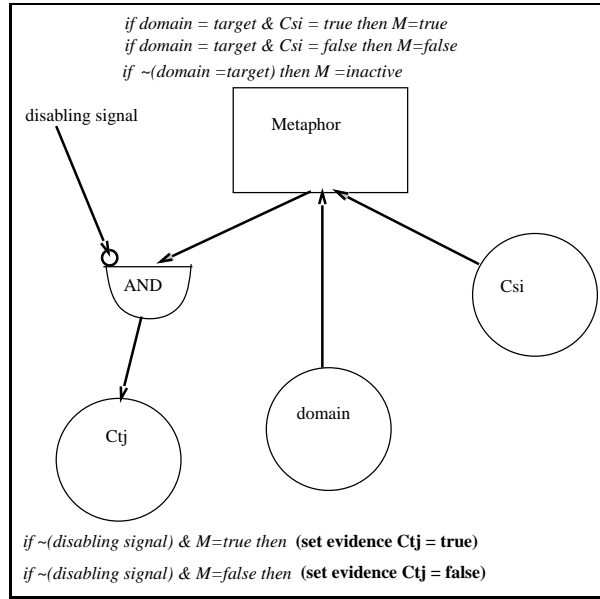 if domain = target & Csi = true then M=true
if domain = target & Csi = false then M=false
if ~(domain =target) then M =inactive
disabling signal
Metaphor
AND
Csi
domain
Ctj
if ~(disabling signal) & M=true then (set evidence Ctj = true)
if ~(disabling signal) & M=false then (set evidence Ctj = false)